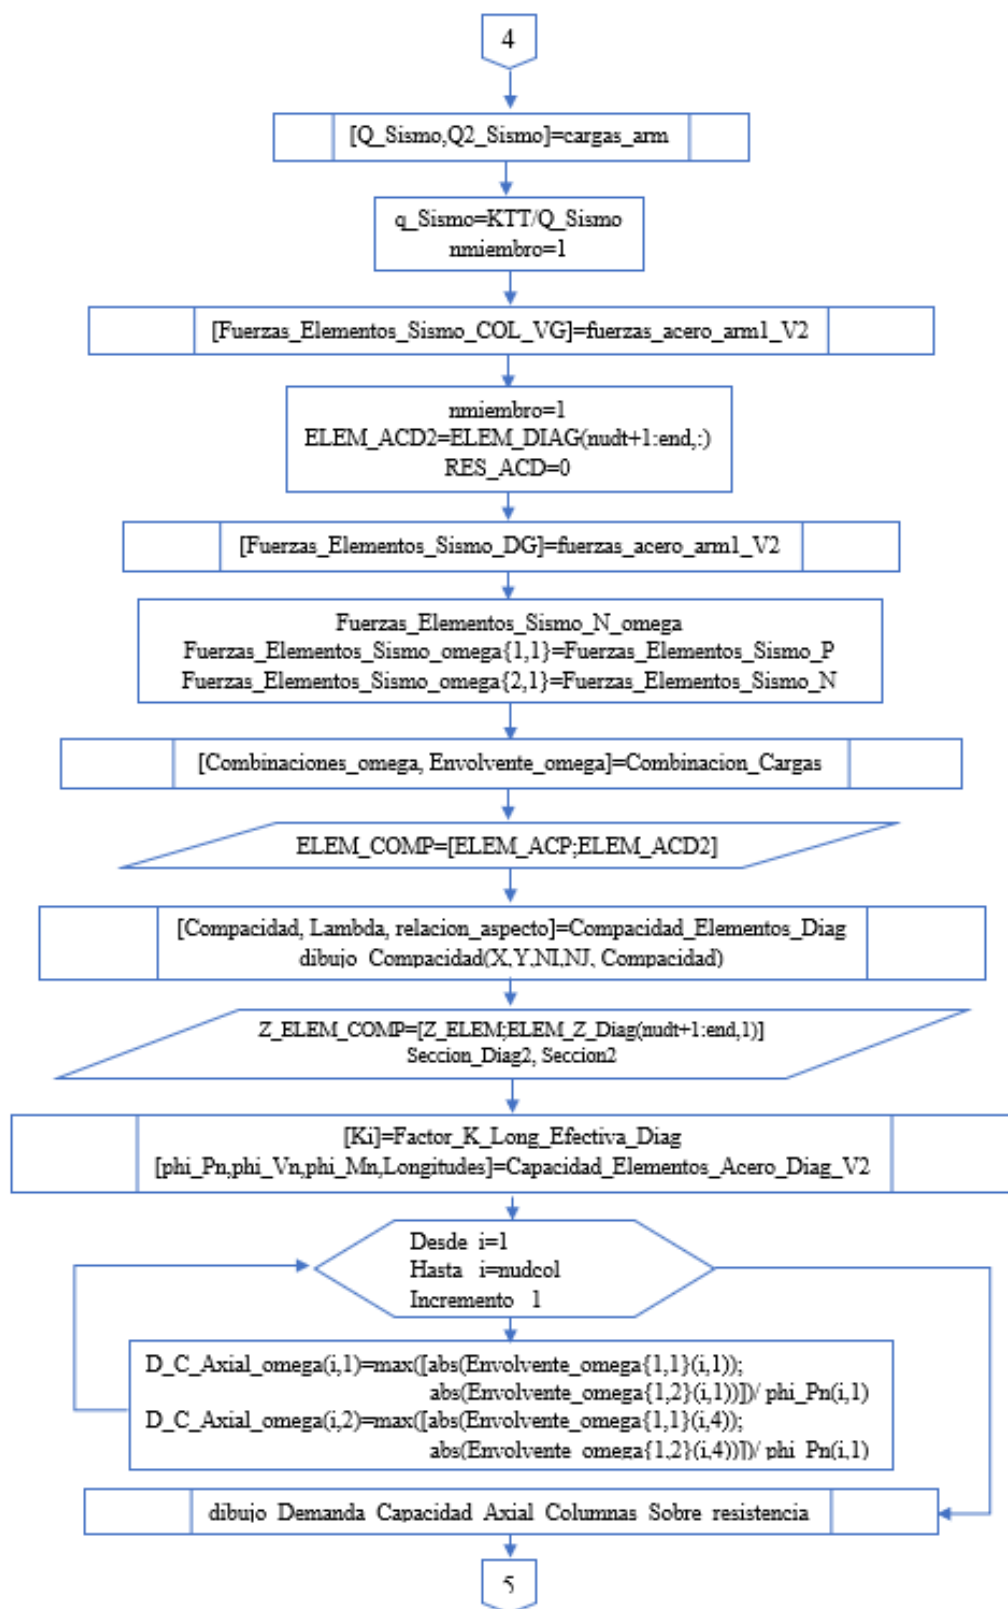 4
[Q_Sismo,Q2_Sismo]=cargas_arm
q_Sismo=KTT/Q_Sismo
nmiembro=1
[Fuerzas_Elementos_Sismo_COL_VG]=fuerzas_acero_arm1_V2
nmiembro=1
ELEM_ACD2=ELEM_DIAG(nudt+1:end,:)
RES_ACD=0
[Fuerzas_Elementos_Sismo_DG]=fuerzas_acero_arm1_V2
Fuerzas_Elementos_Sismo_N_omega
Fuerzas_Elementos_Sismo_omega{1,1}=Fuerzas_Elementos_Sismo_P
Fuerzas_Elementos_Sismo_omega{2,1}=Fuerzas_Elementos_Sismo_N
[Combinaciones_omega, Envolvente_omega]=Combinacion_Cargas
ELEM_COMP=[ELEM_ACP;ELEM_ACD2]
[Compacidad, Lambda, relacion_aspecto]=Compacidad_Elementos_Diag
dibujo_Compacidad(X,Y,NI,NJ, Compacidad)
Z_ELEM_COMP=[Z_ELEM;ELEM_Z_Diag(nudt+1:end,1)]
Seccion_Diag2, Seccion2
[Ki]=Factor_K_Long_Efectiva_Diag
[phi_Pn,phi_Vn,phi_Mn,Longitudes]=Capacidad_Elementos_Acero_Diag_V2
Desde i=1
Hasta i=nudcol
Incremento 1
D_C_Axial_omega(i,1)=max([abs(Envolvente_omega{1,1}(i,1));
abs(Envolvente_omega{1,2}(i,1))])/ phi_Pn(i,1)
D_C_Axial_omega(i,2)=max([abs(Envolvente_omega{1,1}(i,4));
abs(Envolvente_omega{1,2}(i,4))])/ phi_Pn(i,1)
dibujo_Demanda_Capacidad_Axial_Columnas_Sobre_resistencia
5